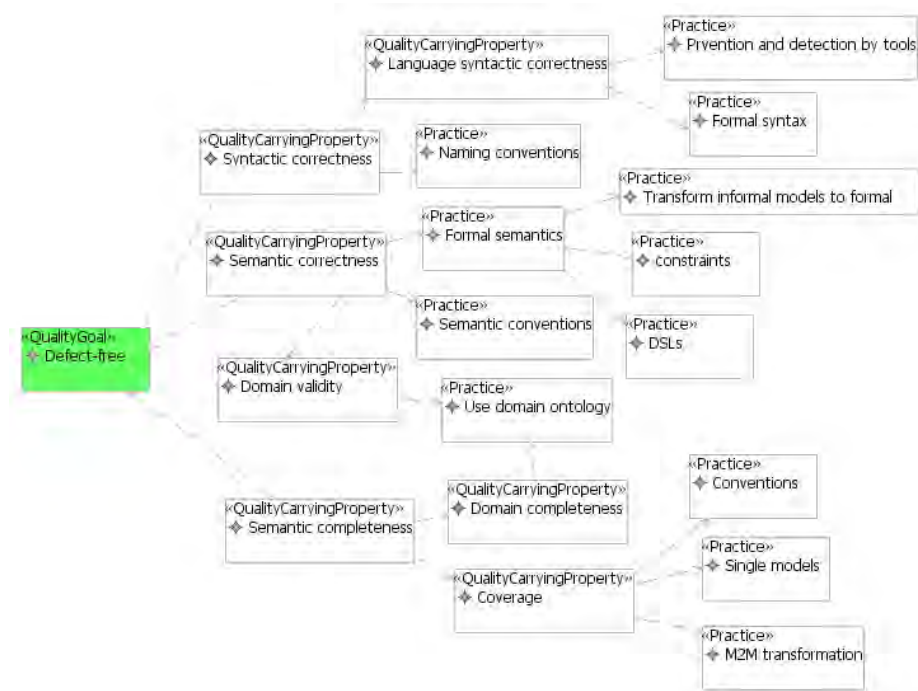 «Practice»
Prvention and detection by tools
«QualityCarryingProperty»
Language syntactic correctness
«Practice»
Formal syntax
«Practice»
Naming conventions
«QualityCarryingProperty»
Syntactic correctness
«Practice»
Transform informal models to formal
«Practice»
Formal semantics
«QualityCarryingProperty»
Semantic correctness
«Practice»
constraints
«Practice»
Semantic conventions
«Practice»
DSLs
«QualityGoal»
Defect-free
«QualityCarryingProperty»
Domain validity
«Practice»
Use domain ontology
«Practice»
Conventions
«QualityCarryingProperty»
Domain completeness
«QualityCarryingProperty»
Semantic completeness
«Practice»
Single models
«QualityCarryingProperty»
Coverage
«Practice»
M2M transformation